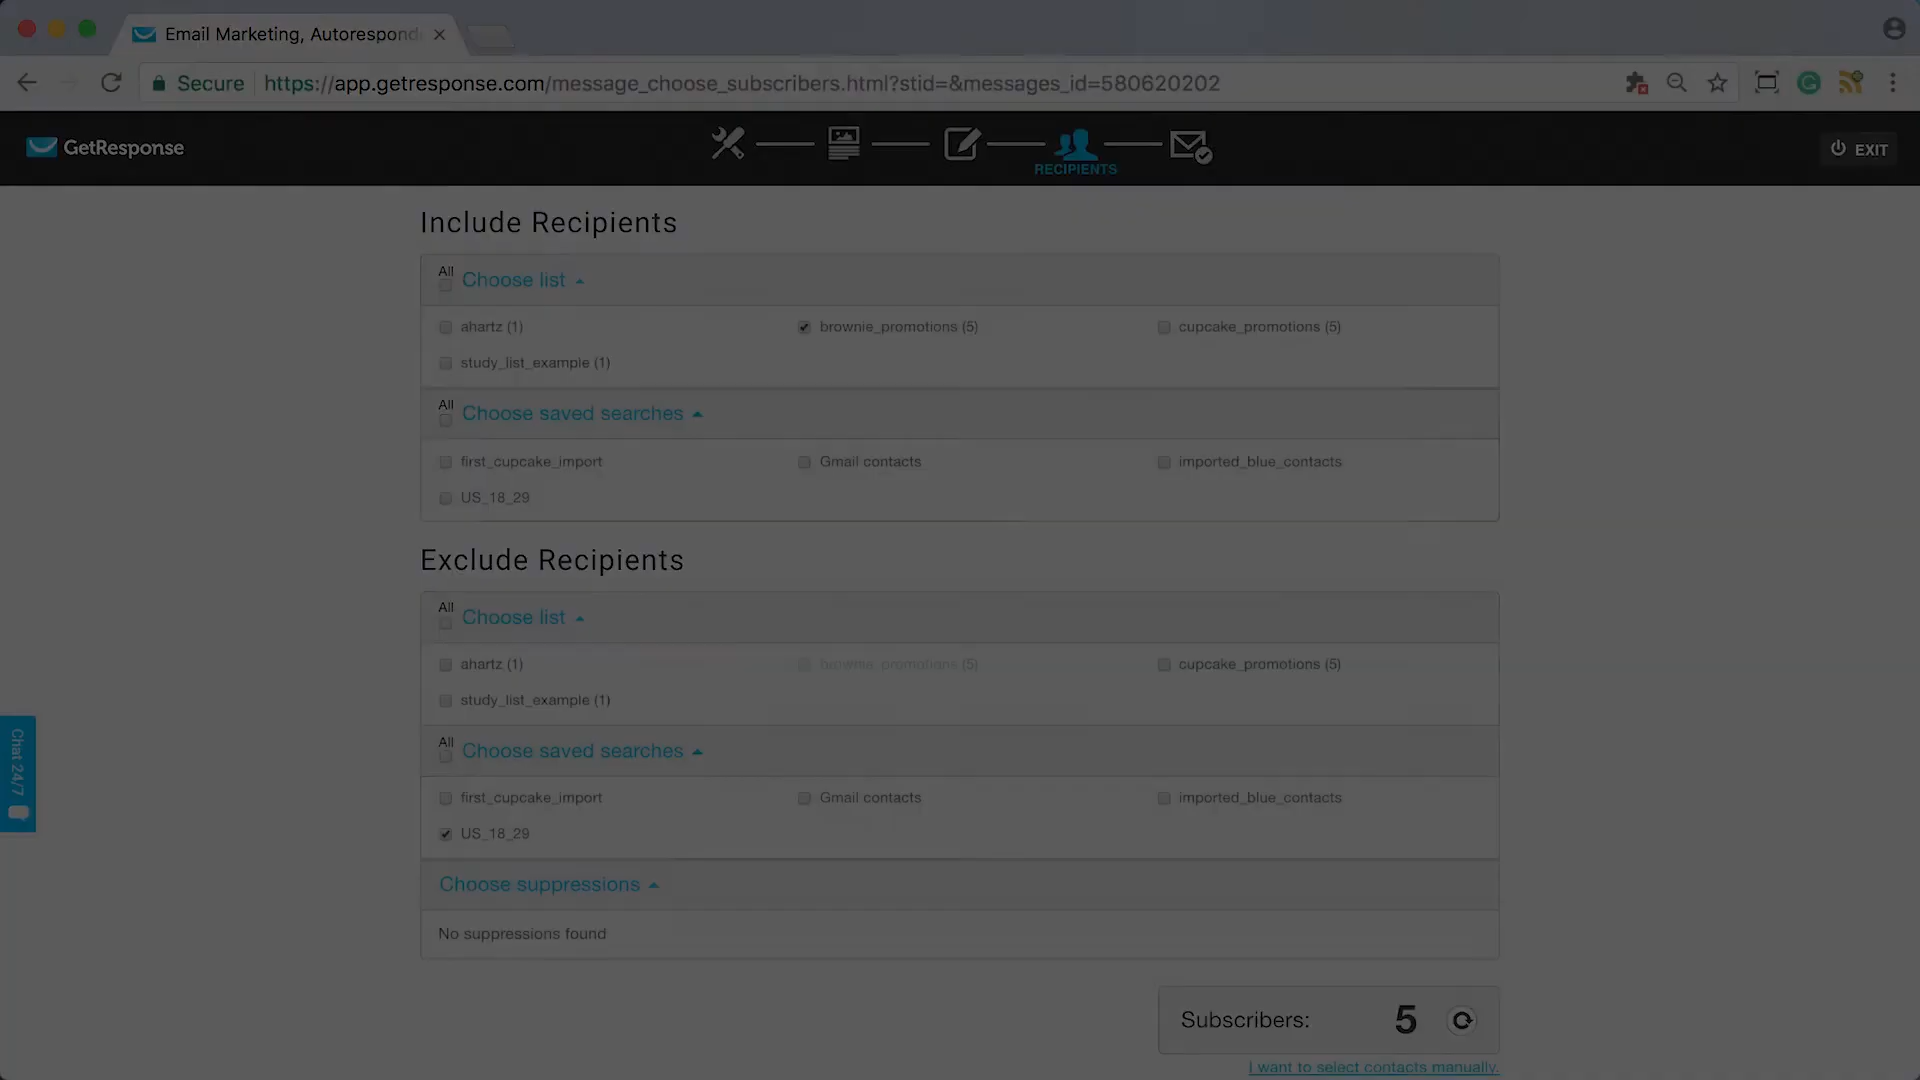 Email Marketing, Autorespond
Secure https://app.getresponse.com/message_choose_subscribers.html?stid=&messages_id=580620202
GetResponse
RECIPIENTS
EXIT
Include Recipients
All
Choose list
ahartz (1) brownie_promotions (5) cupcake_promotions (5)
study_list_example (1)
All
Choose saved searches
first_cupcake_import Gmail contacts imported_blue_contacts
US_18_29
Exclude Recipients
All
Choose list
ahartz (1) brownie_promotions (5) cupcake_promotions (5)
study_list_example (1)
All
Choose saved searches
first_cupcake_import Gmail contacts imported_blue_contacts
US_18_29
Choose suppressions
No suppressions found
Chat 24/7
Subscribers: 5
I want to select contacts manually.